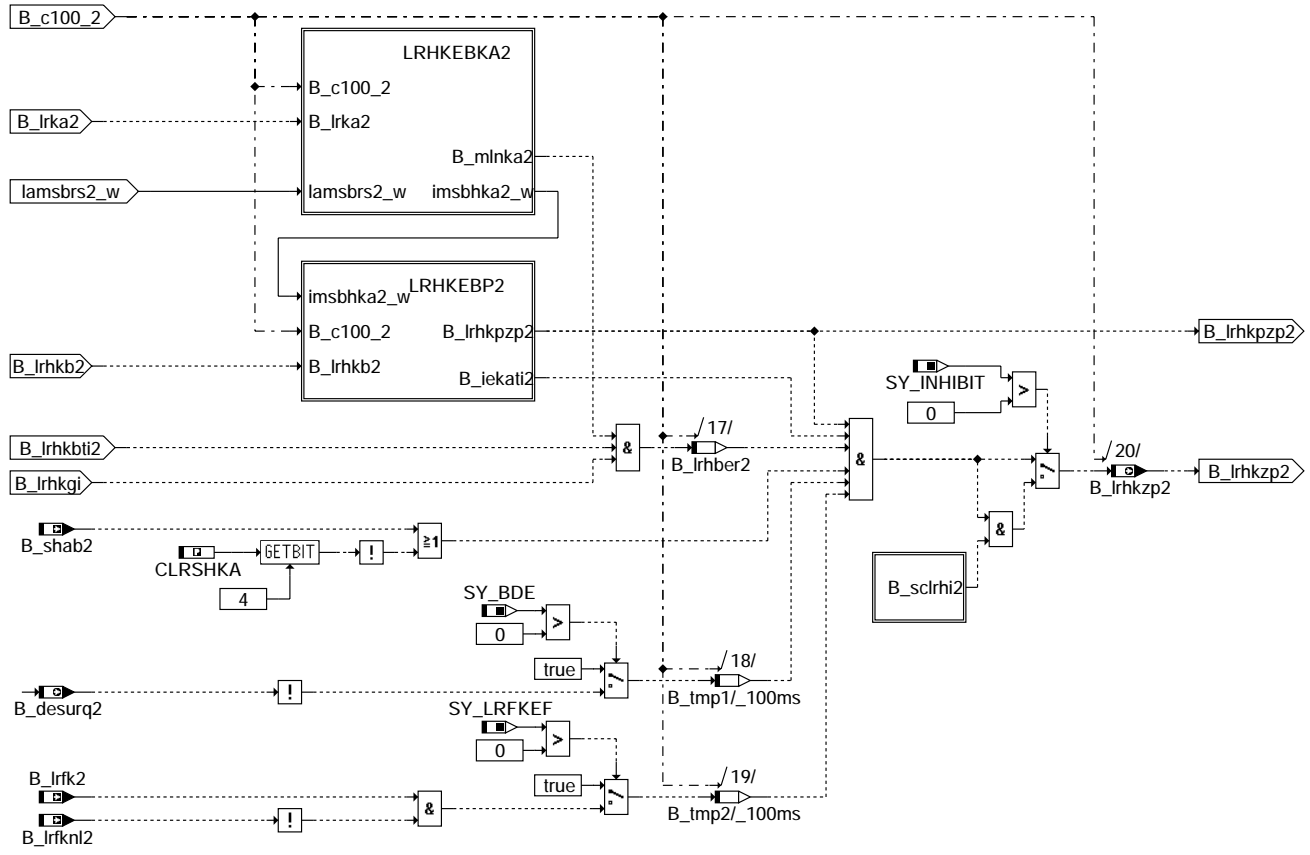 B_c100_2
LRHKEBKA2
B_c100_2
B_lrka2
B_lrka2
B_mlnka2
lamsbrs2_w
lamsbrs2_w
imsbhka2_w
imsbhka2_w
LRHKEBP2
B_c100_2
B_lrhkpzp2
B_lrhkpzp2
B_lrhkb2
B_lrhkb2
B_iekati2
SY_INHIBIT
>
0
/17/
B_lrhkbti2
&
B_lrhber2
&
/20/
B_lrhkgi
B_lrhkzp2
B_lrhkzp2
B_shab2
≥1
&
GETBIT
!
CLRSHKA
4
B_sclrhi2
SY_BDE
>
0
true
/18/
B_desurq2
!
B_tmp1/_100ms
SY_LRFKEF
>
0
B_lrfk2
true
/19/
&
B_tmp2/_100ms
B_lrfknl2
!